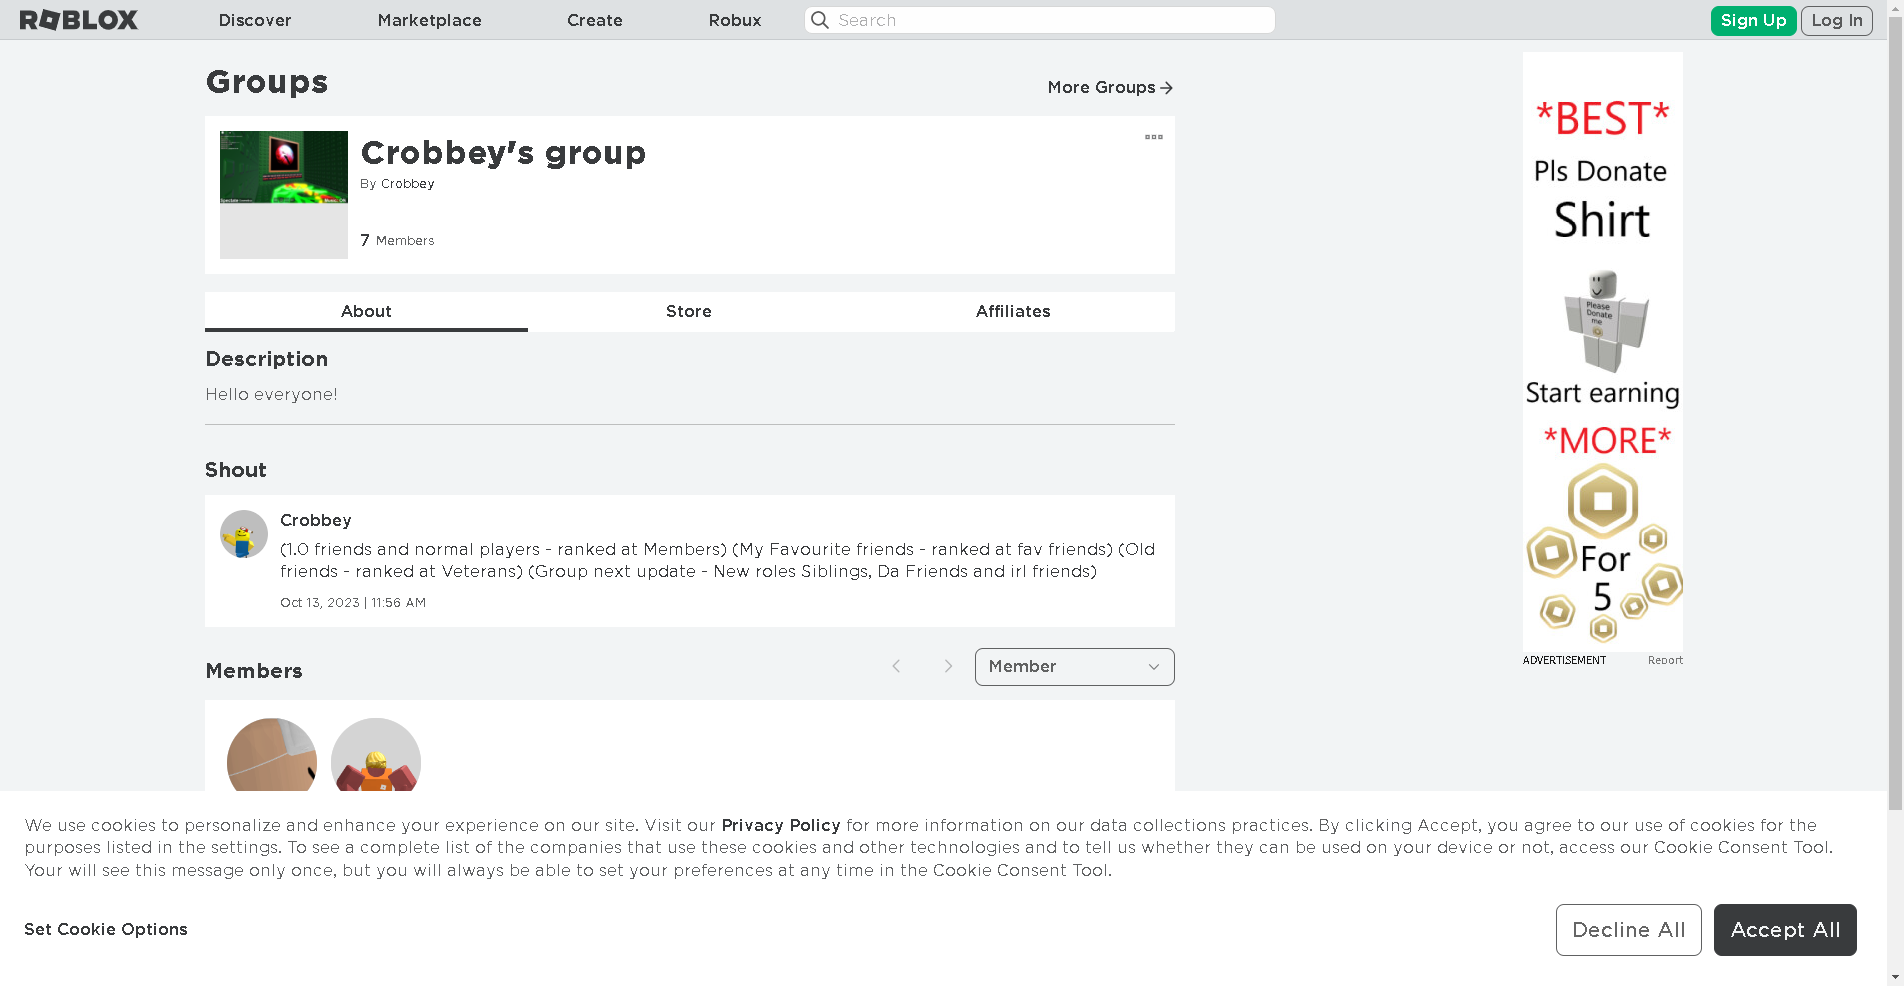 ROBLOX Discover Marketplace Create Robux Search Sign Up Log In
Groups
More Groups
Crobbey's group
By Crobbey
7 Members
About Store Affiliates
Description
Hello everyone!
Shout
Crobbey
(1.0 friends and normal players - ranked at Members) (My Favourite friends - ranked at fav friends) (Old
friends - ranked at Veterans) (Group next update - New roles Siblings, Da Friends and irl friends)
Oct 13, 2023 | 11:56 AM
Members
Member
*BEST*
Pls Donate
Shirt
Please
Donate
me
Start earning
*MORE*
For
5
ADVERTISEMENT Report
We use cookies to personalize and enhance your experience on our site. Visit our Privacy Policy for more information on our data collections practices. By clicking Accept, you agree to our use of cookies for the
purposes listed in the settings. To see a complete list of the companies that use these cookies and other technologies and to tell us whether they can be used on your device or not, access our Cookie Consent Tool.
Your will see this message only once, but you will always be able to set your preferences at any time in the Cookie Consent Tool.
Set Cookie Options
Decline All
Accept All